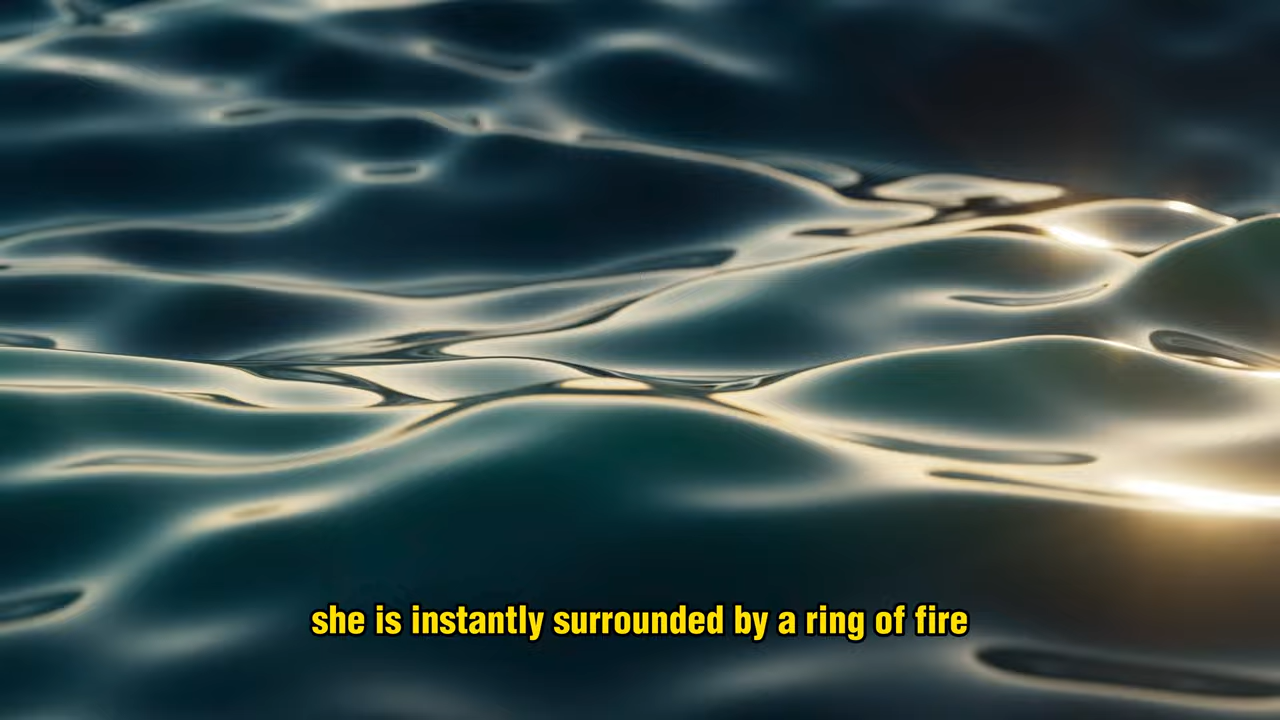 she is instantly surrounded by a ring of fire